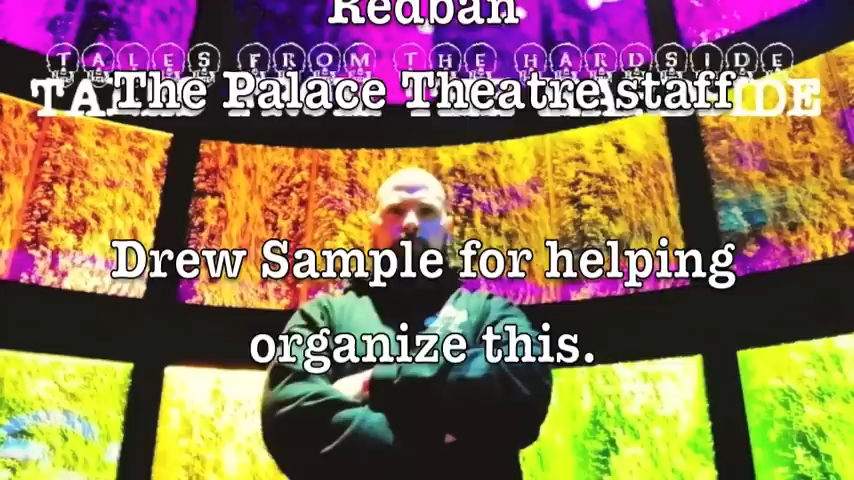 Redban
TALES FROM THE HARDSIDE
The Palace Theatre staff
Drew Sample for helping
organize this.